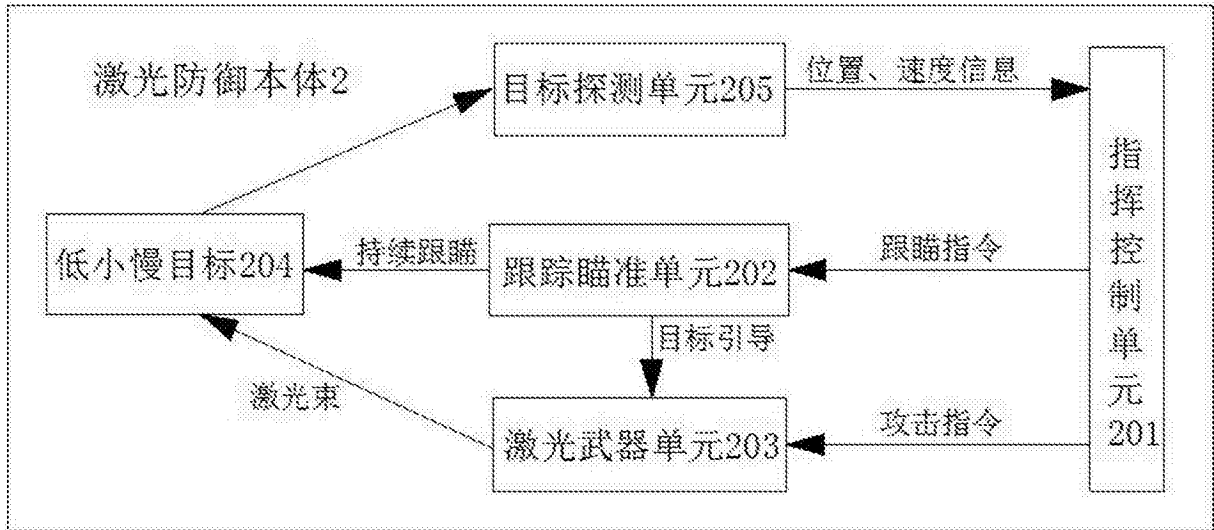 激光防御本体2
目标探测单元205
位置、速度信息
指挥控制单元201
低小慢目标204
持续跟瞄
跟踪瞄准单元202
跟瞄指令
目标引导
激光束
激光武器单元203
攻击指令